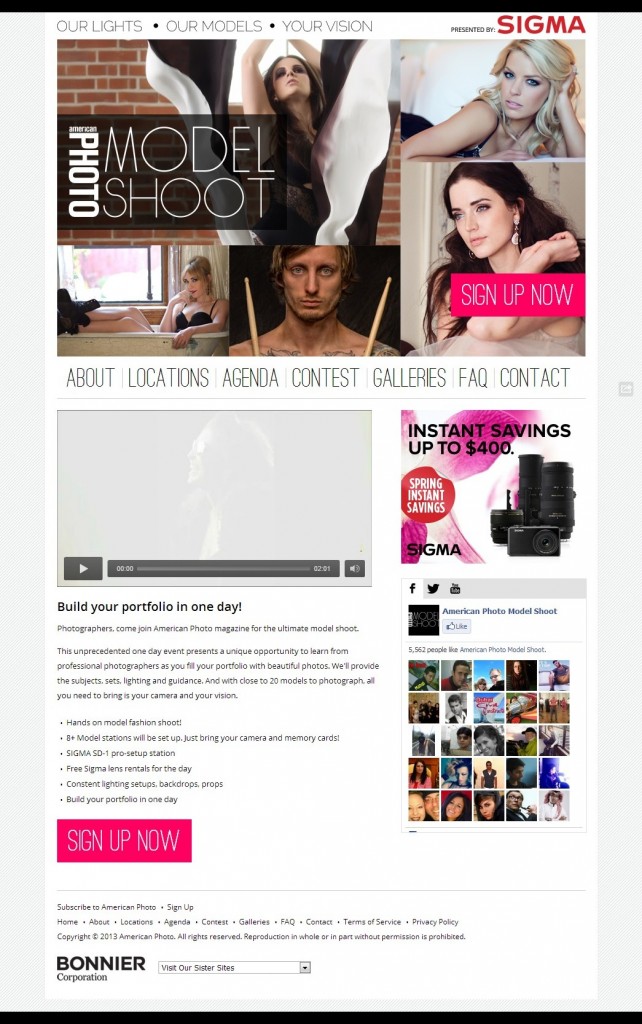 OUR LIGHTS • OUR MODELS • YOUR VISION
PRESENTED BY: SIGMA
american PHOTO
MODEL
SHOOT
SIGN UP NOW
ABOUT | LOCATIONS | AGENDA | CONTEST | GALLERIES | FAQ | CONTACT
00:00 02:01
Build your portfolio in one day!
Photographers, come join American Photo magazine for the ultimate model shoot.
This unprecedented one day event presents a unique opportunity to learn from
professional photographers as you fill your portfolio with beautiful photos. We'll provide
the subjects, sets, lighting and guidance. And with close to 20 models to photograph, all
you need to bring is your camera and your vision.
• Hands on model fashion shoot!
• 8+ Model stations will be set up. Just bring your camera and memory cards!
• SIGMA SD-1 pro-setup station
• Free Sigma lens rentals for the day
• Constent lighting setups, backdrops, props
• Build your portfolio in one day
SIGN UP NOW
INSTANT SAVINGS
UP TO $400.
SPRING
INSTANT
SAVINGS
SIGMA
You Tube
MODEL
SHOOT
American Photo Model Shoot
Like
5,562 people like American Photo Model Shoot.
Subscribe to American Photo • Sign Up
Home • About • Locations • Agenda • Contest • Galleries • FAQ • Contact • Terms of Service • Privacy Policy
Copyright © 2013 American Photo. All rights reserved. Reproduction in whole or in part without permission is prohibited.
BONNIER
Corporation
Visit Our Sister Sites